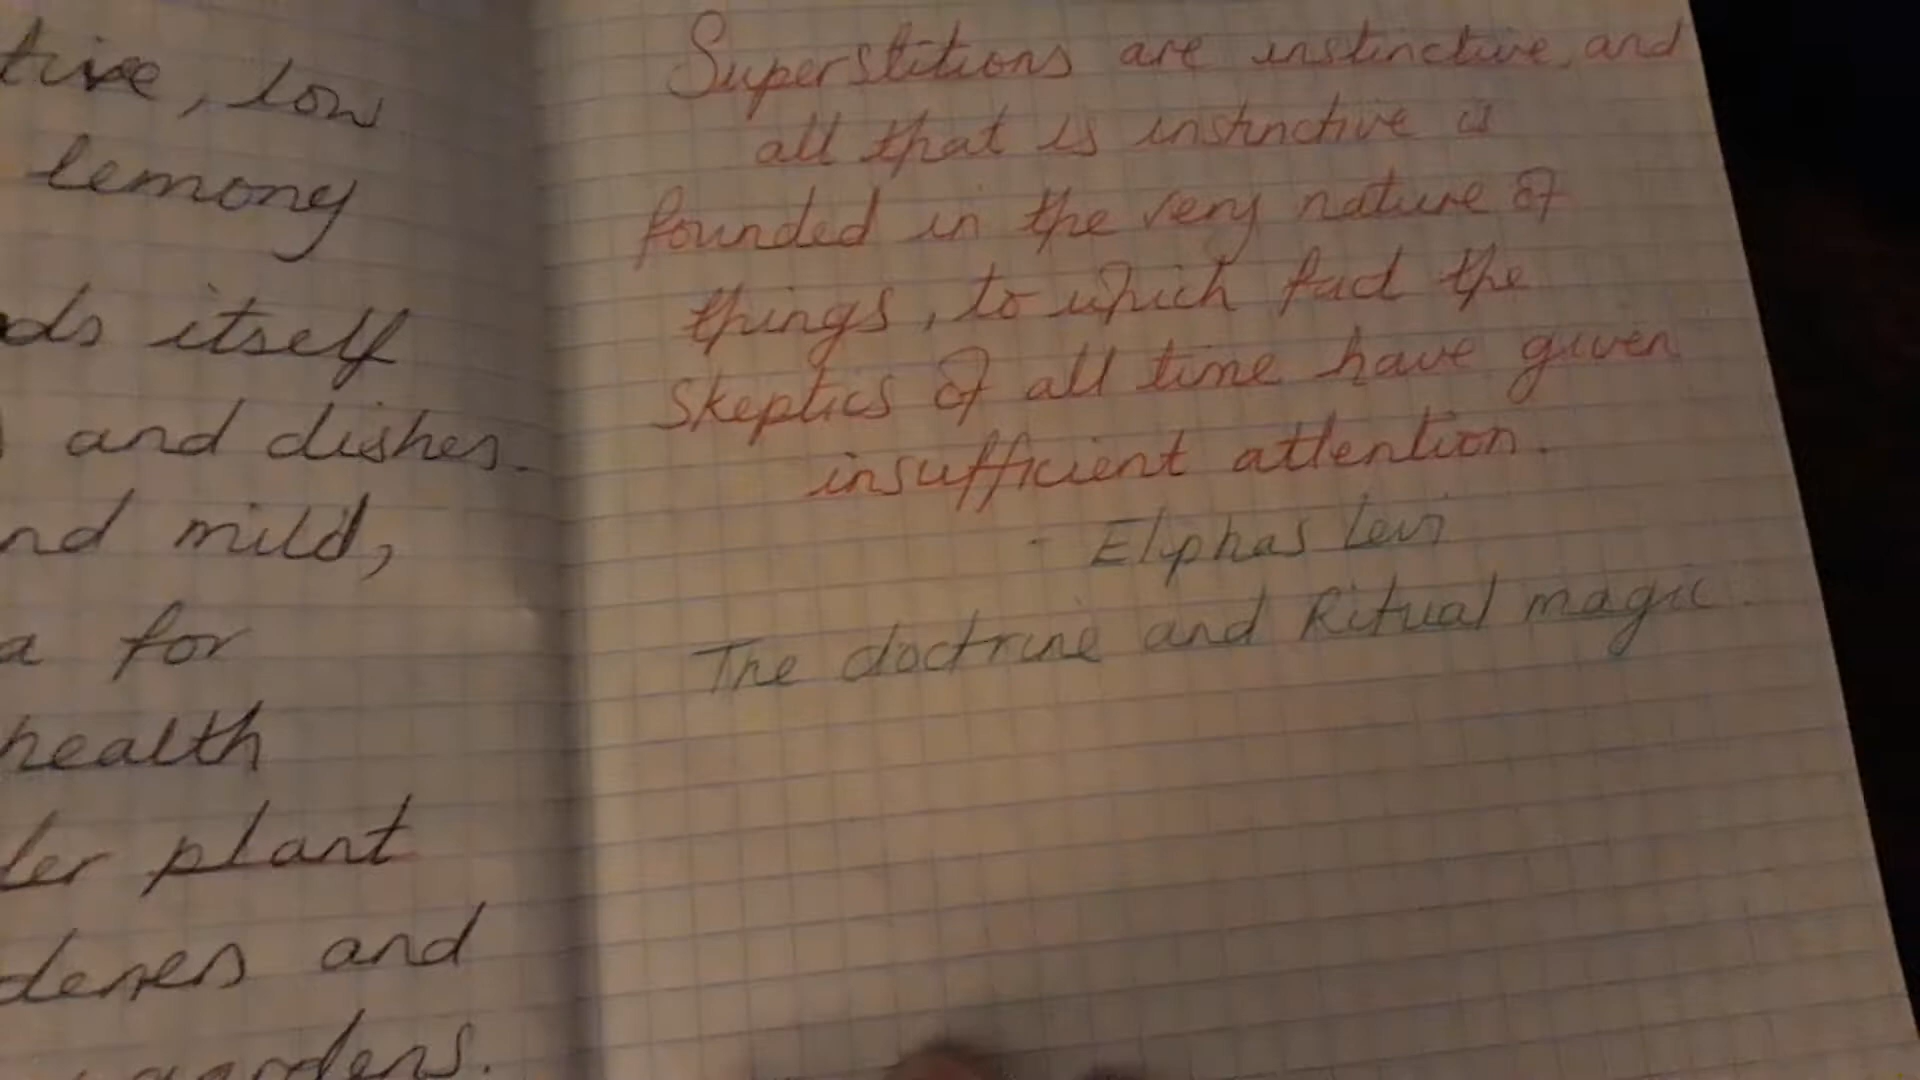 tive, low
lemony
ds itself
and dishes.
nd mild,
a for
health
ler plant
and
gardens.
Superstitions are instinctive, and
all that is instinctive is
founded in the very nature of
things, to which fact the
skeptics of all time have given
insufficient attention.
- Eliphas Levi
The doctrine and Ritual magic.